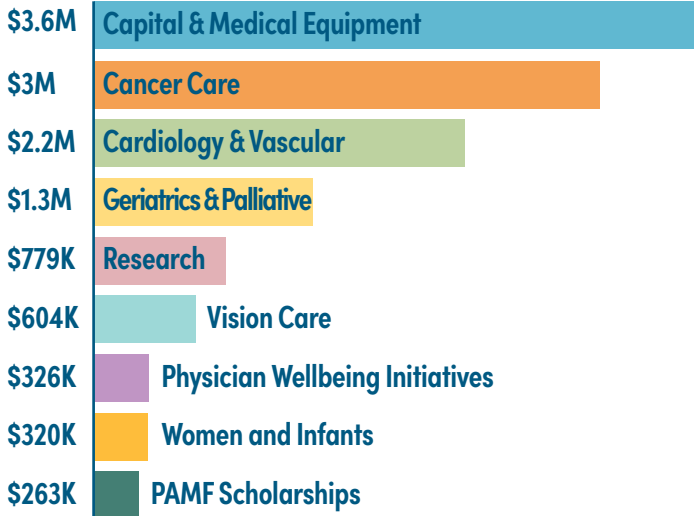 $3.6M Capital & Medical Equipment
$3M Cancer Care
$2.2M Cardiology & Vascular
$1.3M Geriatrics & Palliative
$779K Research
$604K Vision Care
$326K Physician Wellbeing Initiatives
$320K Women and Infants
$263K PAMF Scholarships